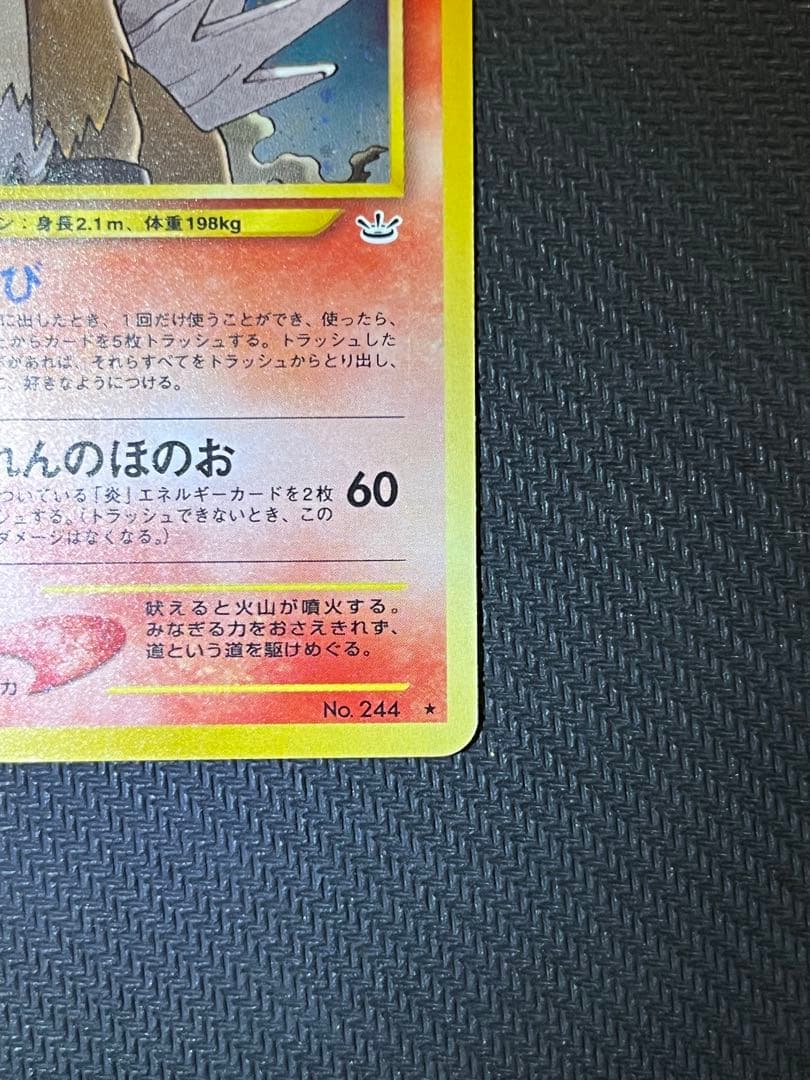 ン：身長2.1m、体重198kg
び
に出したとき、1回だけ使うことができ、使ったら、
からカードを5枚トラッシュする。トラッシュした
があれば、それらすべてをトラッシュからとり出し、
、好きなようにつける。
れんのほのお
ついている「炎」エネルギーカードを2枚
シュする。（トラッシュできないとき、この
ダメージはなくなる。）
60
吠えると火山が噴火する。
みなぎる力をおさえきれず、
道という道を駆けめぐる。
力
No. 244 ★